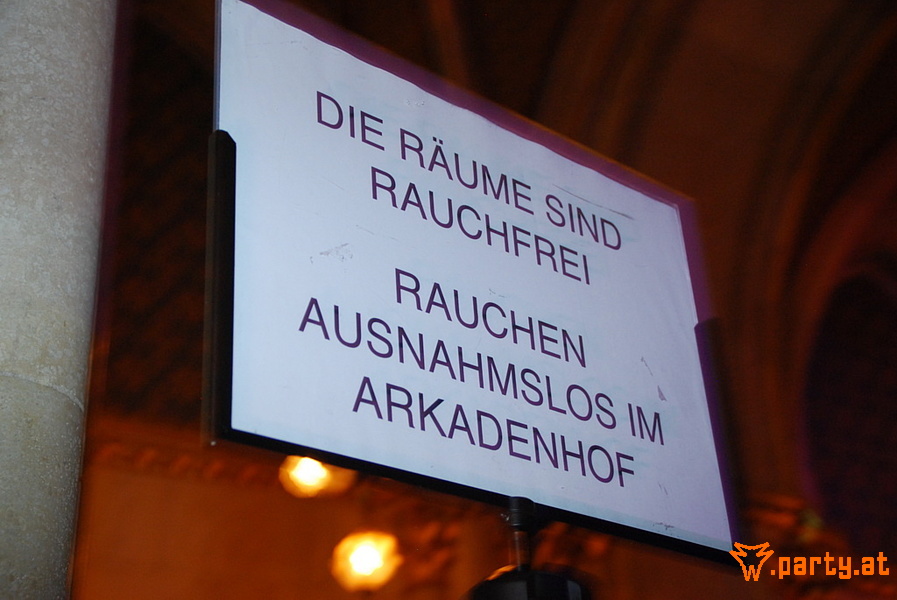 DIE RÄUME SIND
RAUCHFREI
RAUCHEN
AUSNAHMSLOS IM
ARKADENHOF
.party.at